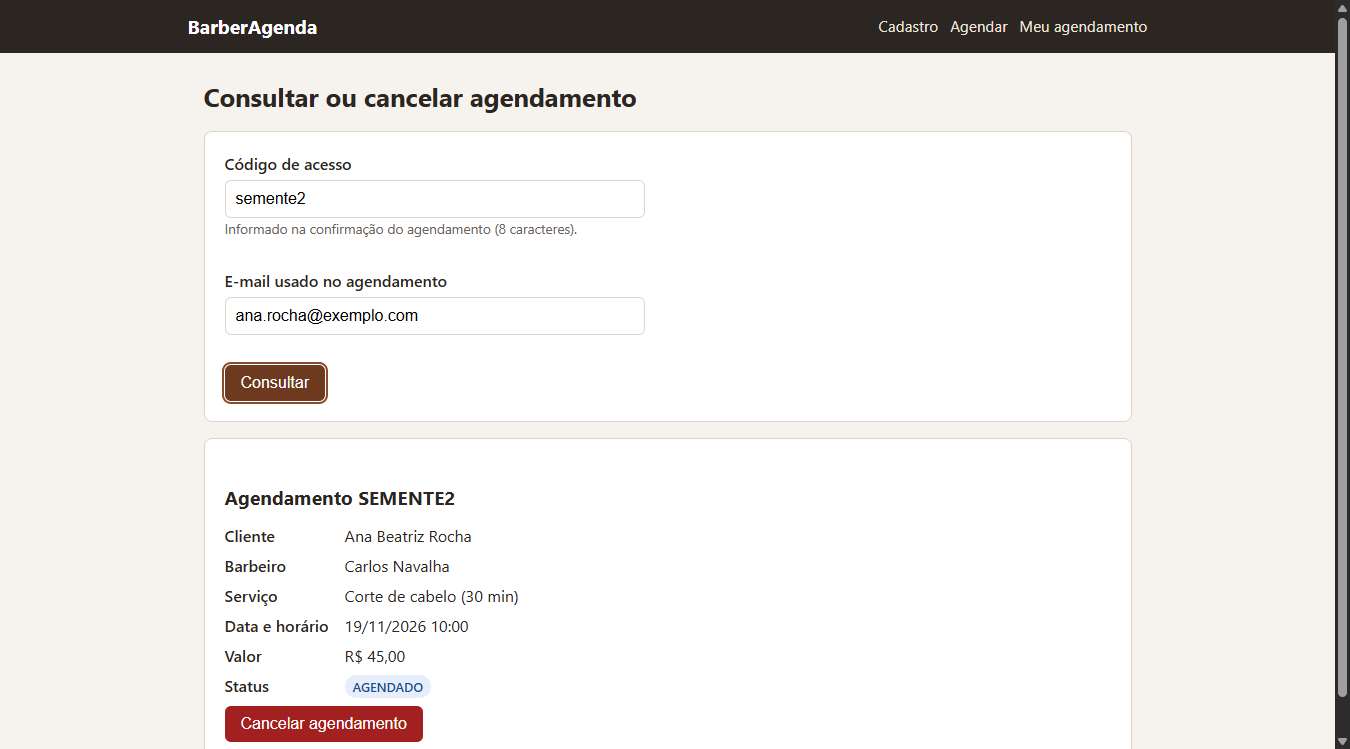 BarberAgenda
Cadastro Agendar Meu agendamento
Consultar ou cancelar agendamento
Código de acesso
semente2
Informado na confirmação do agendamento (8 caracteres).
E-mail usado no agendamento
ana.rocha@exemplo.com
Consultar
Agendamento SEMENTE2
Cliente Ana Beatriz Rocha
Barbeiro Carlos Navalha
Serviço Corte de cabelo (30 min)
Data e horário 19/11/2026 10:00
Valor R$ 45,00
Status AGENDADO
Cancelar agendamento